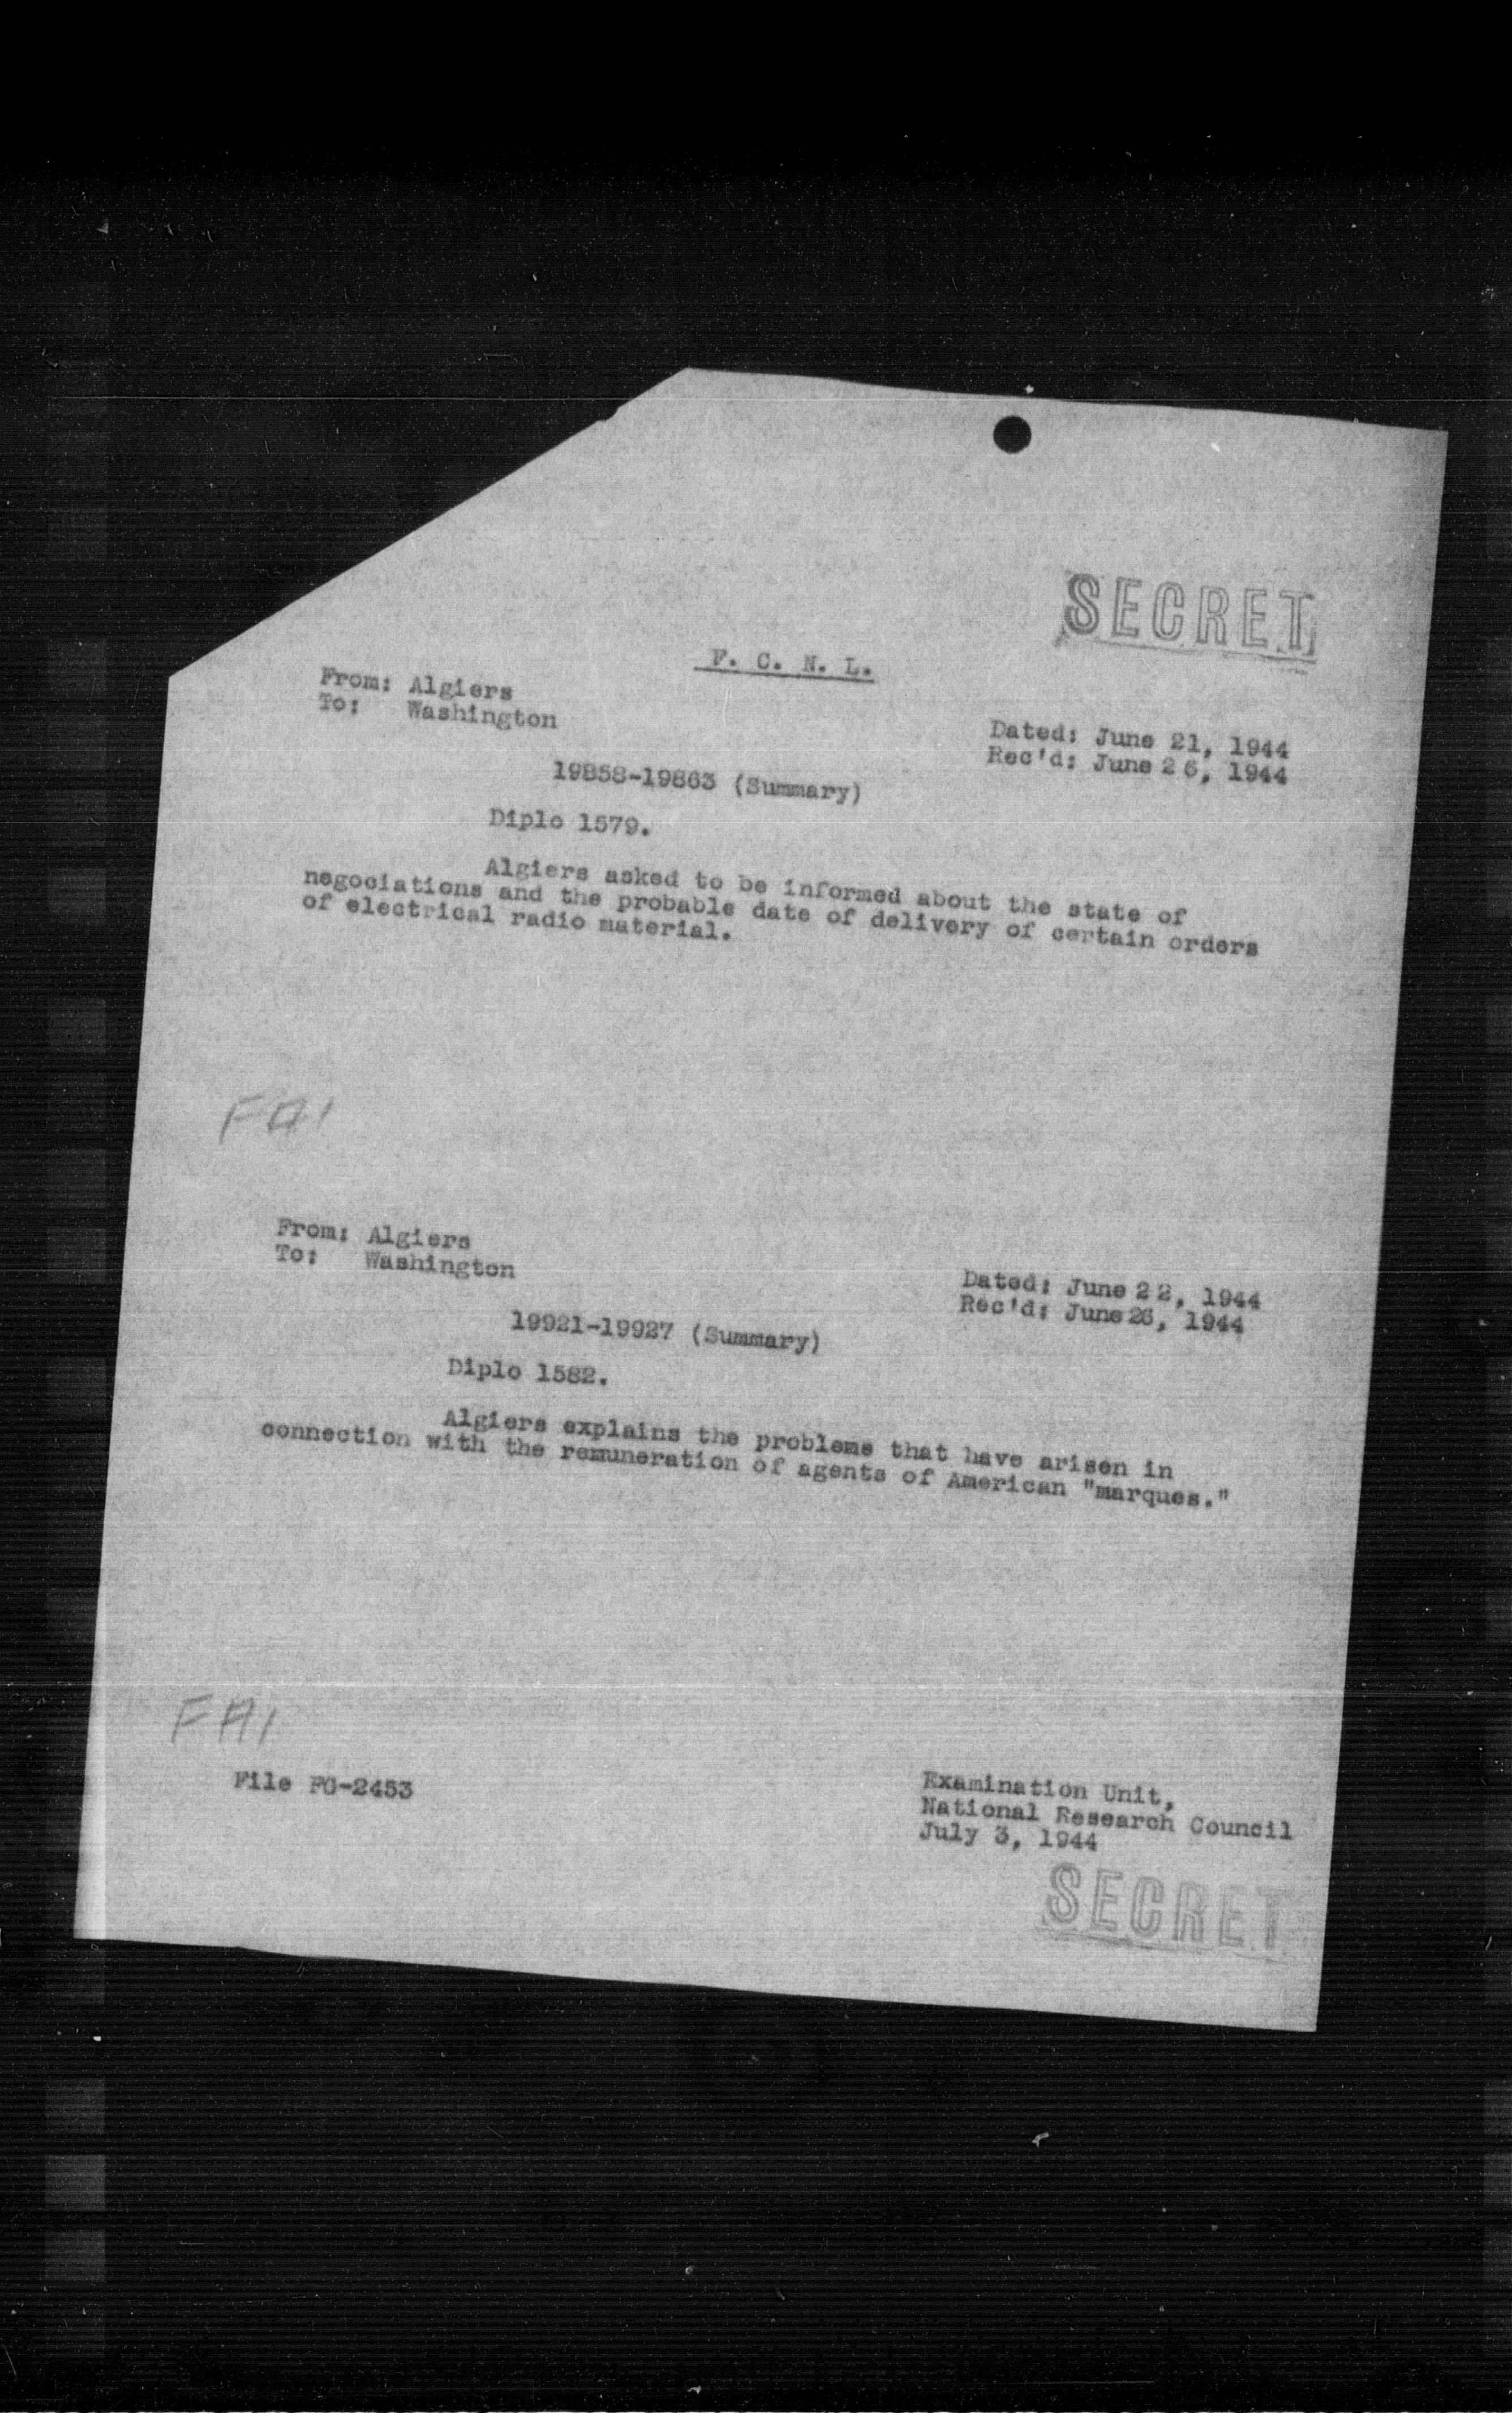 SECRET
F. C. N. L.
From: Algiers
To: Washington
Dated: June 21, 1944
Rec'd: June 26, 1944
19858-19863 (Summary)
Diplo 1579.
Algiers asked to be informed about the state of
negociations and the probable date of delivery of certain orders
of electrical radio material.
FA1
From: Algiers
To: Washington
Dated: June 22, 1944
Rec'd: June 26, 1944
19921-19927 (Summary)
Diplo 1582.
Algiers explains the problems that have arisen in
connection with the remuneration of agents of American "marques."
FA1
File FG-2453
Examination Unit,
National Research Council
July 3, 1944
SECRET